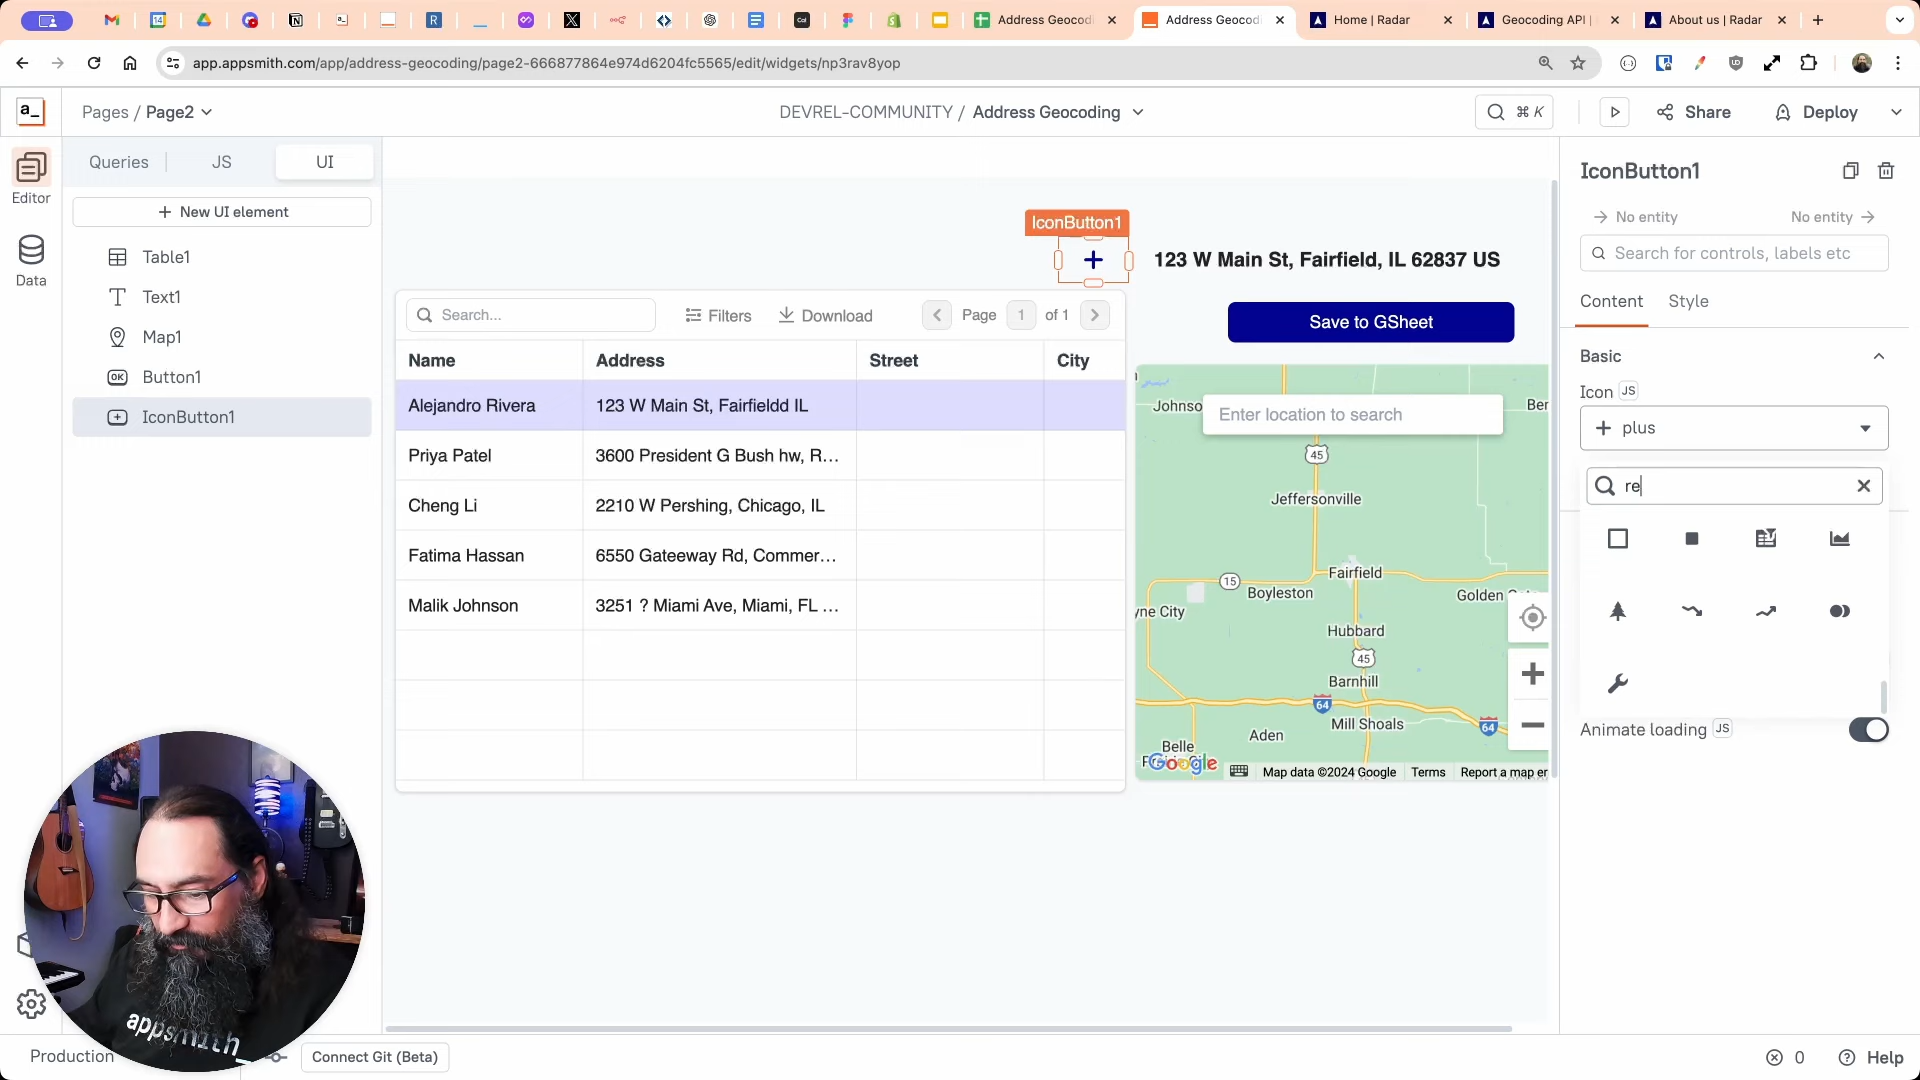 Address Geocodi
Address Geocodi
Home | Radar
Geocoding API |
About us | Radar
app.appsmith.com/app/address-geocoding/page2-666877864e974d6204fc5565/edit/widgets/np3rav8yop
a_
Pages / Page2
DEVREL-COMMUNITY / Address Geocoding
⌘ K
Share
Deploy
Editor
Data
Queries
JS
UI
+ New UI element
Table1
Text1
Map1
Button1
IconButton1
IconButton1
123 W Main St, Fairfield, IL 62837 US
Save to GSheet
Search...
Filters
Download
Page
1
of 1
Name
Address
Street
City
Alejandro Rivera
123 W Main St, Fairfieldd IL
Priya Patel
3600 President G Bush hw, R...
Cheng Li
2210 W Pershing, Chicago, IL
Fatima Hassan
6550 Gateeway Rd, Commer...
Malik Johnson
3251 ? Miami Ave, Miami, FL ...
Enter location to search
Johnso
Ber
45
Jeffersonville
Fairfield
15
Boyleston
yne City
Golden
Hubbard
45
Barnhill
64
Mill Shoals
64
Aden
Belle
Google
Map data ©2024 Google
Terms
Report a map er
IconButton1
No entity
No entity
Search for controls, labels etc
Content
Style
Basic
Icon JS
plus
re
Animate loading JS
appsmith_
Production
Connect Git (Beta)
0
Help